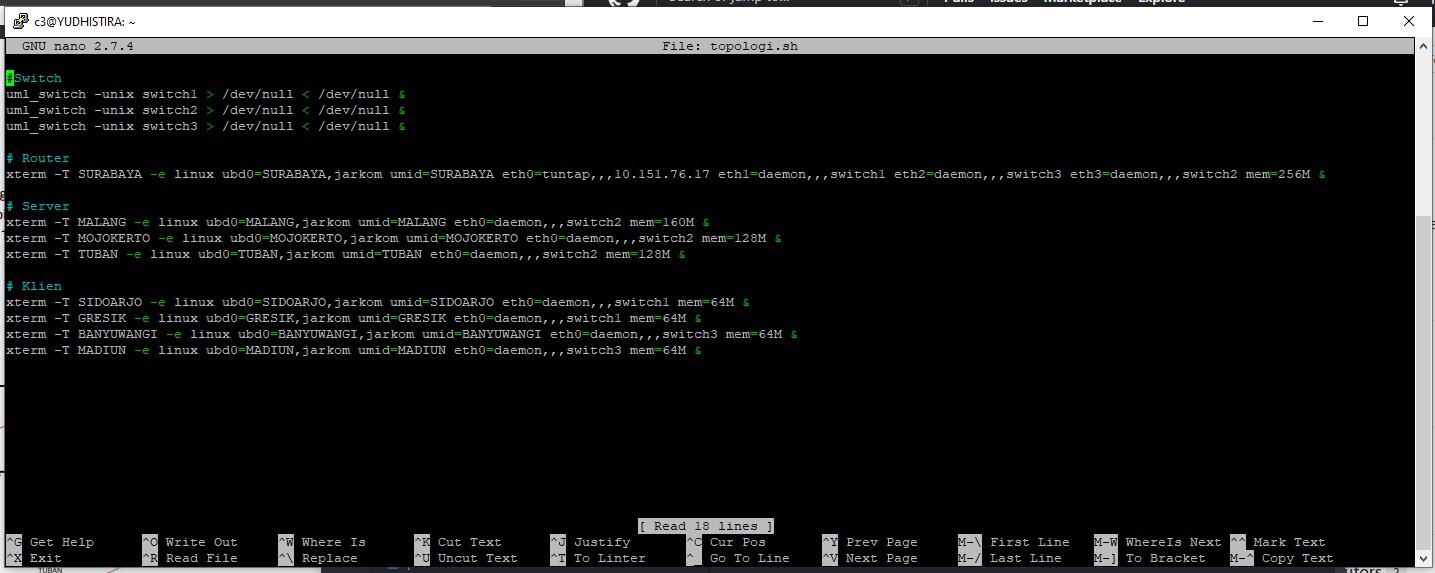 c3@YUDHISTIRA: ~
GNU nano 2.7.4 File: topologi.sh
#Switch
uml_switch -unix switch1 > /dev/null < /dev/null &
uml_switch -unix switch2 > /dev/null < /dev/null &
uml_switch -unix switch3 > /dev/null < /dev/null &
# Router
xterm -T SURABAYA -e linux ubd0=SURABAYA,jarkom umid=SURABAYA eth0=tuntap,,,10.151.76.17 eth1=daemon,,,switch1 eth2=daemon,,,switch3 eth3=daemon,,,switch2 mem=256M &
# Server
xterm -T MALANG -e linux ubd0=MALANG,jarkom umid=MALANG eth0=daemon,,,switch2 mem=160M &
xterm -T MOJOKERTO -e linux ubd0=MOJOKERTO,jarkom umid=MOJOKERTO eth0=daemon,,,switch2 mem=128M &
xterm -T TUBAN -e linux ubd0=TUBAN,jarkom umid=TUBAN eth0=daemon,,,switch2 mem=128M &
# Klien
xterm -T SIDOARJO -e linux ubd0=SIDOARJO,jarkom umid=SIDOARJO eth0=daemon,,,switch1 mem=64M &
xterm -T GRESIK -e linux ubd0=GRESIK,jarkom umid=GRESIK eth0=daemon,,,switch1 mem=64M &
xterm -T BANYUWANGI -e linux ubd0=BANYUWANGI,jarkom umid=BANYUWANGI eth0=daemon,,,switch3 mem=64M &
xterm -T MADIUN -e linux ubd0=MADIUN,jarkom umid=MADIUN eth0=daemon,,,switch3 mem=64M &
[ Read 18 lines ]
^G Get Help ^O Write Out ^W Where Is ^K Cut Text ^J Justify ^C Cur Pos ^Y Prev Page M-\ First Line M-W WhereIs Next ^^ Mark Text
^X Exit ^R Read File ^\ Replace ^U Uncut Text ^T To Linter ^_ Go To Line ^V Next Page M-/ Last Line M-] To Bracket M-^ Copy Text
TUBAN